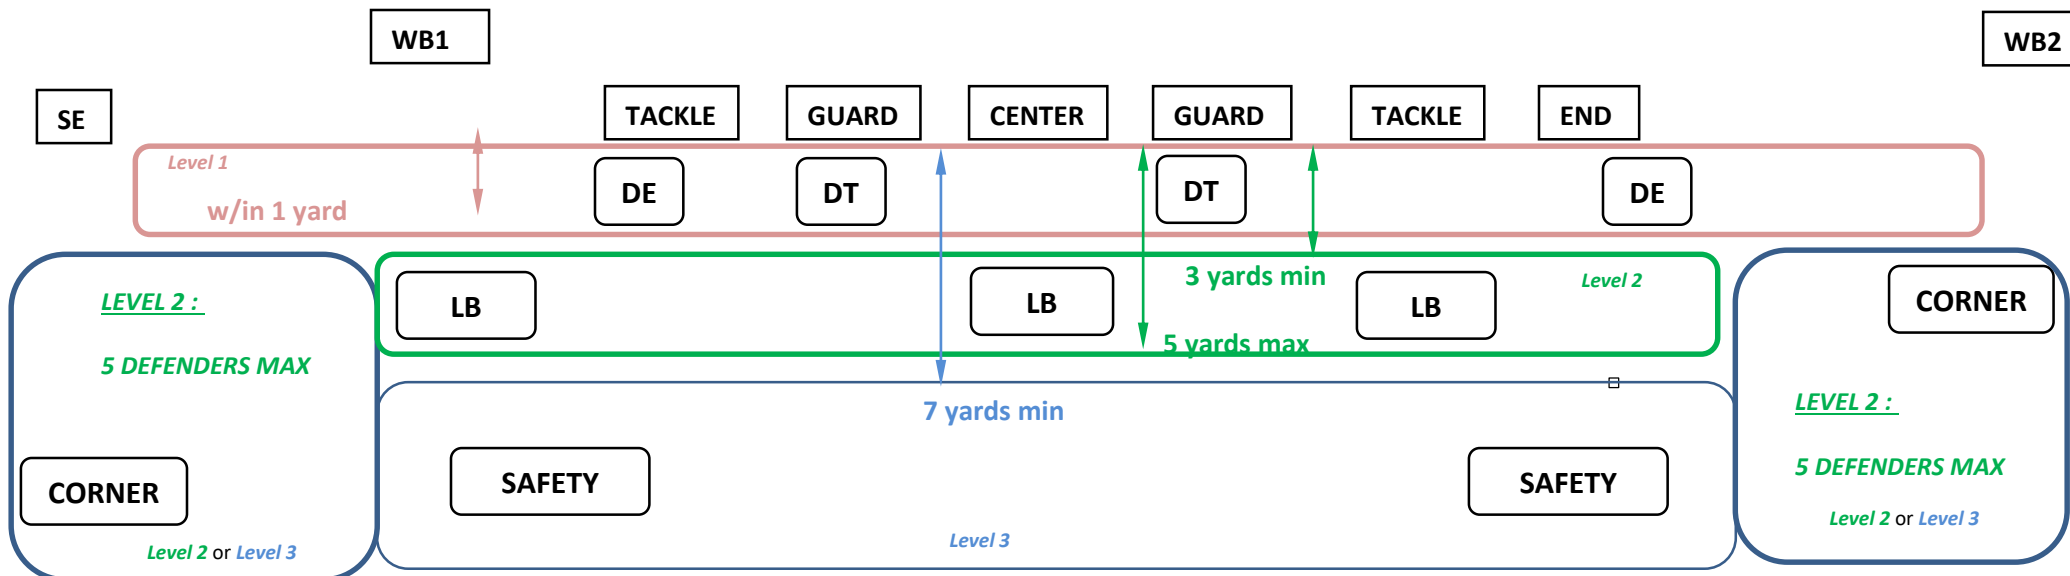 WB1
WB2
SE
TACKLE
GUARD
CENTER
GUARD
TACKLE
END
Level 1
w/in 1 yard
DE
DT
DT
DE
LB
LB
3 yards min
LB
Level 2
5 yards max
LEVEL 2 :
5 DEFENDERS MAX
CORNER
Level 2 or Level 3
7 yards min
SAFETY
SAFETY
Level 3
CORNER
LEVEL 2 :
5 DEFENDERS MAX
Level 2 or Level 3